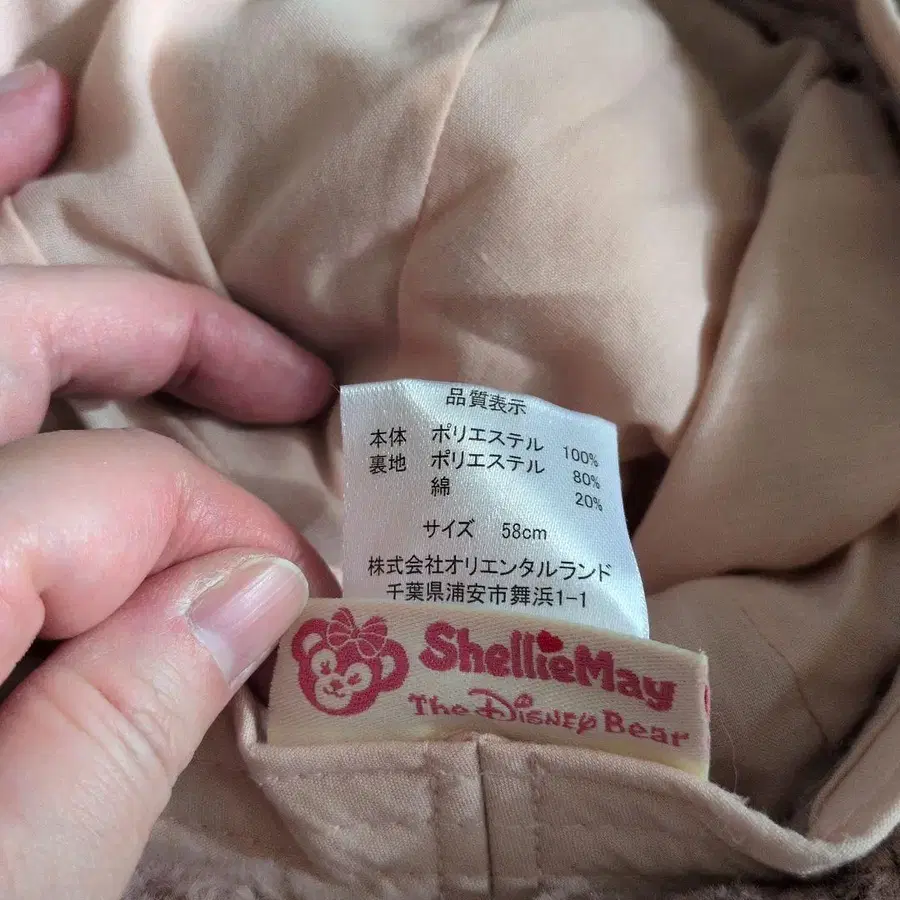 品質表示
本体 ポリエステル 100%
裏地 ポリエステル 80%
綿 20%
サイズ 58cm
株式会社オリエンタルランド
千葉県浦安市舞浜1-1
ShellieMay
The Disney Bear